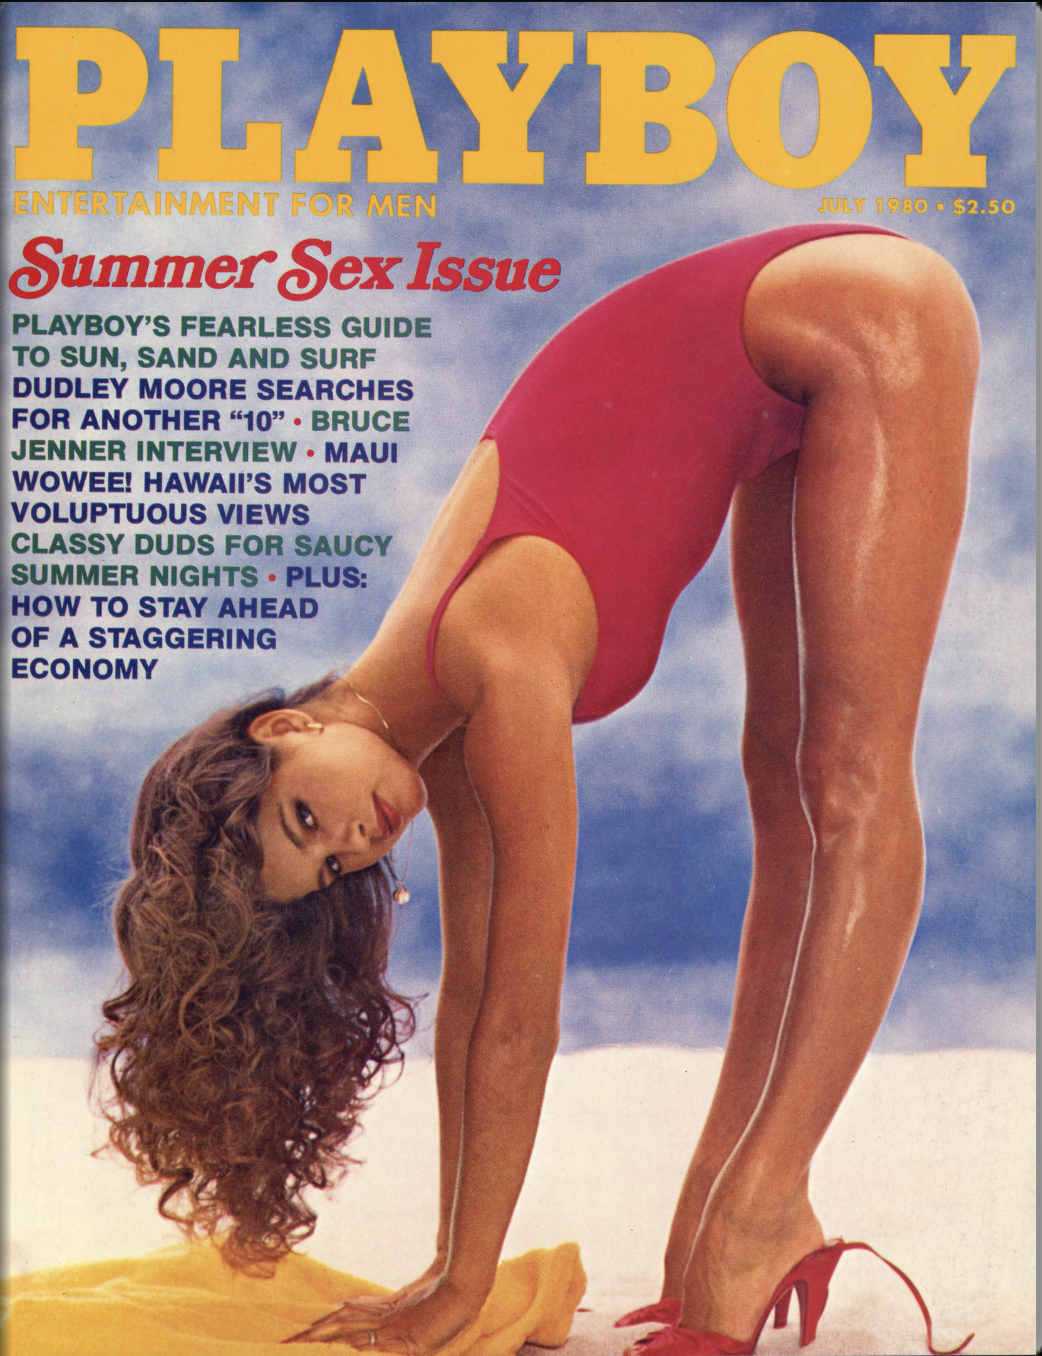 PLAYBOY
ENTERTAINMENT FOR MEN
JULY 1980 • $2.50
Summer Sex Issue
PLAYBOY'S FEARLESS GUIDE
TO SUN, SAND AND SURF
DUDLEY MOORE SEARCHES
FOR ANOTHER “10” • BRUCE
JENNER INTERVIEW • MAUI
WOWEE! HAWAII'S MOST
VOLUPTUOUS VIEWS
CLASSY DUDS FOR SAUCY
SUMMER NIGHTS • PLUS:
HOW TO STAY AHEAD
OF A STAGGERING
ECONOMY